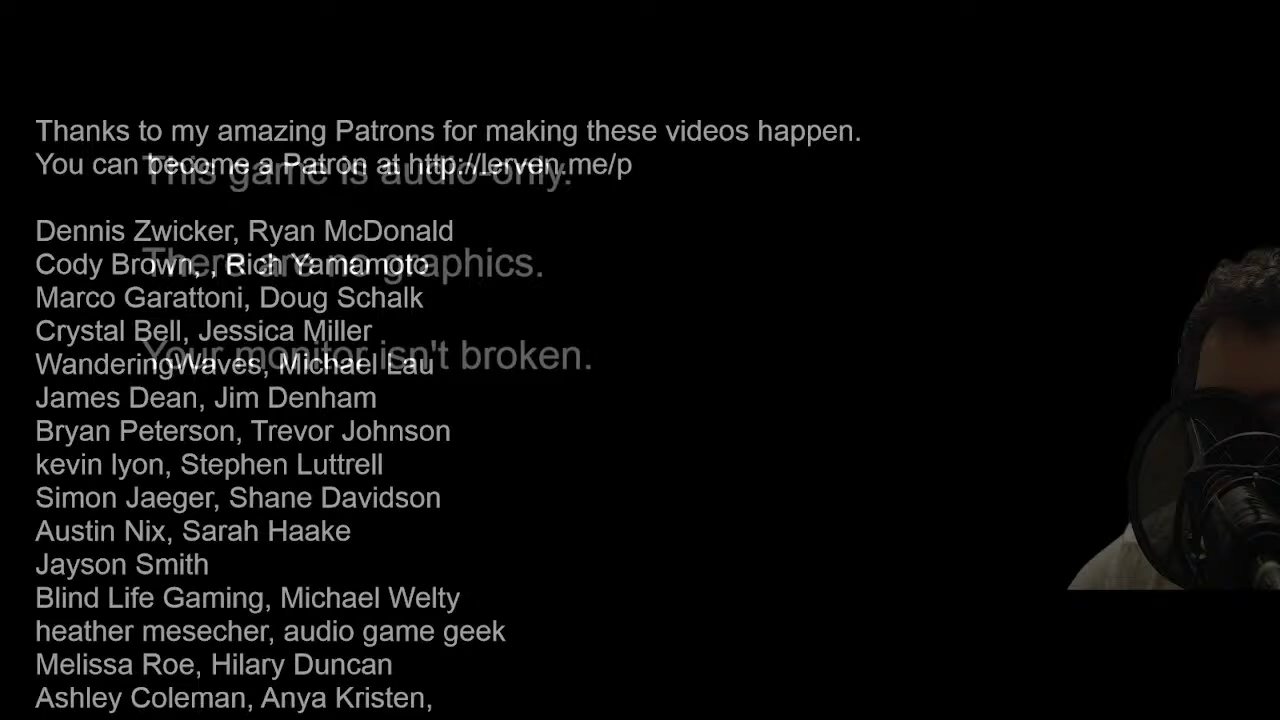 Thanks to my amazing Patrons for making these videos happen.
You can become a Patron at http://Lerven.me/p
This game is audio-only.
Dennis Zwicker, Ryan McDonald
Cody Brown, , Rich Yamamoto
There are no graphics.
Marco Garattoni, Doug Schalk
Crystal Bell, Jessica Miller
WanderingWaves, Michael Lau
Your monitor isn't broken.
James Dean, Jim Denham
Bryan Peterson, Trevor Johnson
kevin lyon, Stephen Luttrell
Simon Jaeger, Shane Davidson
Austin Nix, Sarah Haake
Jayson Smith
Blind Life Gaming, Michael Welty
heather mesecher, audio game geek
Melissa Roe, Hilary Duncan
Ashley Coleman, Anya Kristen,